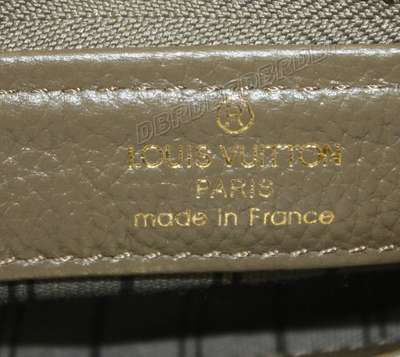 ®
LOUIS VUITTON
PARIS
made in France